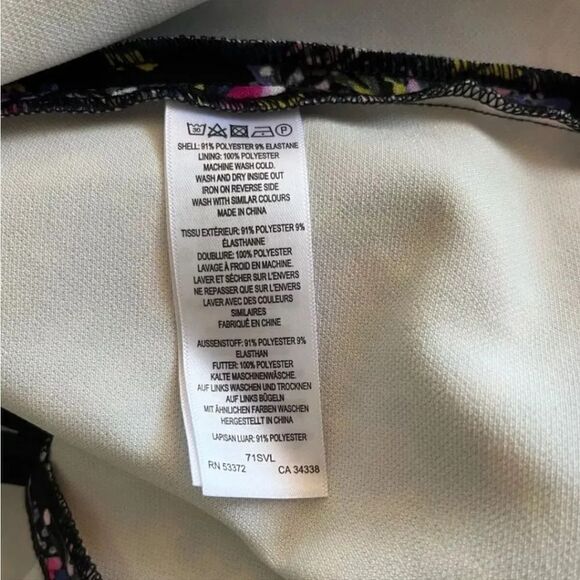 30 P
SHELL: 91% POLYESTER 9% ELASTANE
LINING: 100% POLYESTER
MACHINE WASH COLD.
WASH AND DRY INSIDE OUT
IRON ON REVERSE SIDE
WASH WITH SIMILAR COLOURS
MADE IN CHINA
TISSU EXTÉRIEUR: 91% POLYESTER 9%
ÉLASTHANNE
DOUBLURE: 100% POLYESTER
LAVAGE À FROID EN MACHINE.
LAVER ET SÉCHER SUR L'ENVERS
NE REPASSER QUE SUR L'ENVERS
LAVER AVEC DES COULEURS
SIMILAIRES
FABRIQUÉ EN CHINE
AUSSENSTOFF: 91% POLYESTER 9%
ELASTHAN
FUTTER: 100% POLYESTER
KALTE MASCHINENWÄSCHE.
AUF LINKS WASCHEN UND TROCKNEN
AUF LINKS BÜGELN
MIT ÄHNLICHEN FARBEN WASCHEN
HERGESTELLT IN CHINA
LAPISAN LUAR: 91% POLYESTER
71SVL
RN 53372 CA 34338